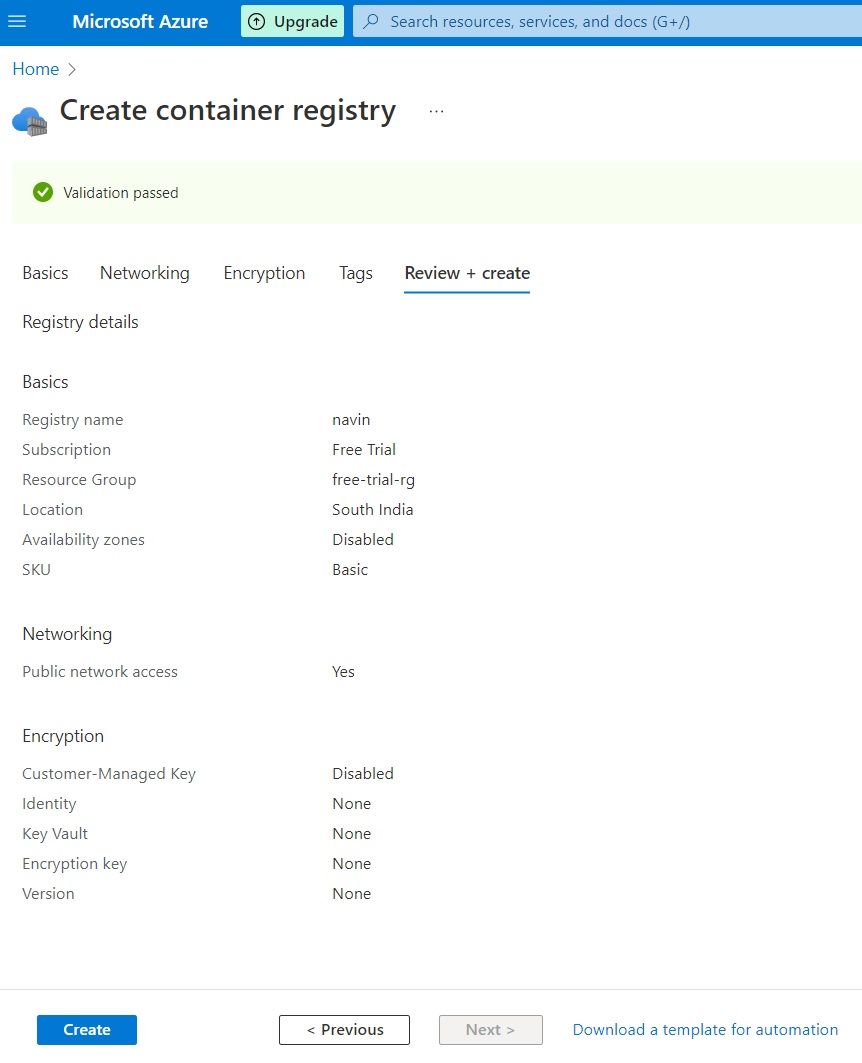 Microsoft Azure Upgrade Search resources, services, and docs (G+/)
Home >
Create container registry ...
Validation passed
Basics Networking Encryption Tags Review + create
Registry details
Basics
Registry name navin
Subscription Free Trial
Resource Group free-trial-rg
Location South India
Availability zones Disabled
SKU Basic
Networking
Public network access Yes
Encryption
Customer-Managed Key Disabled
Identity None
Key Vault None
Encryption key None
Version None
Create < Previous Next > Download a template for automation